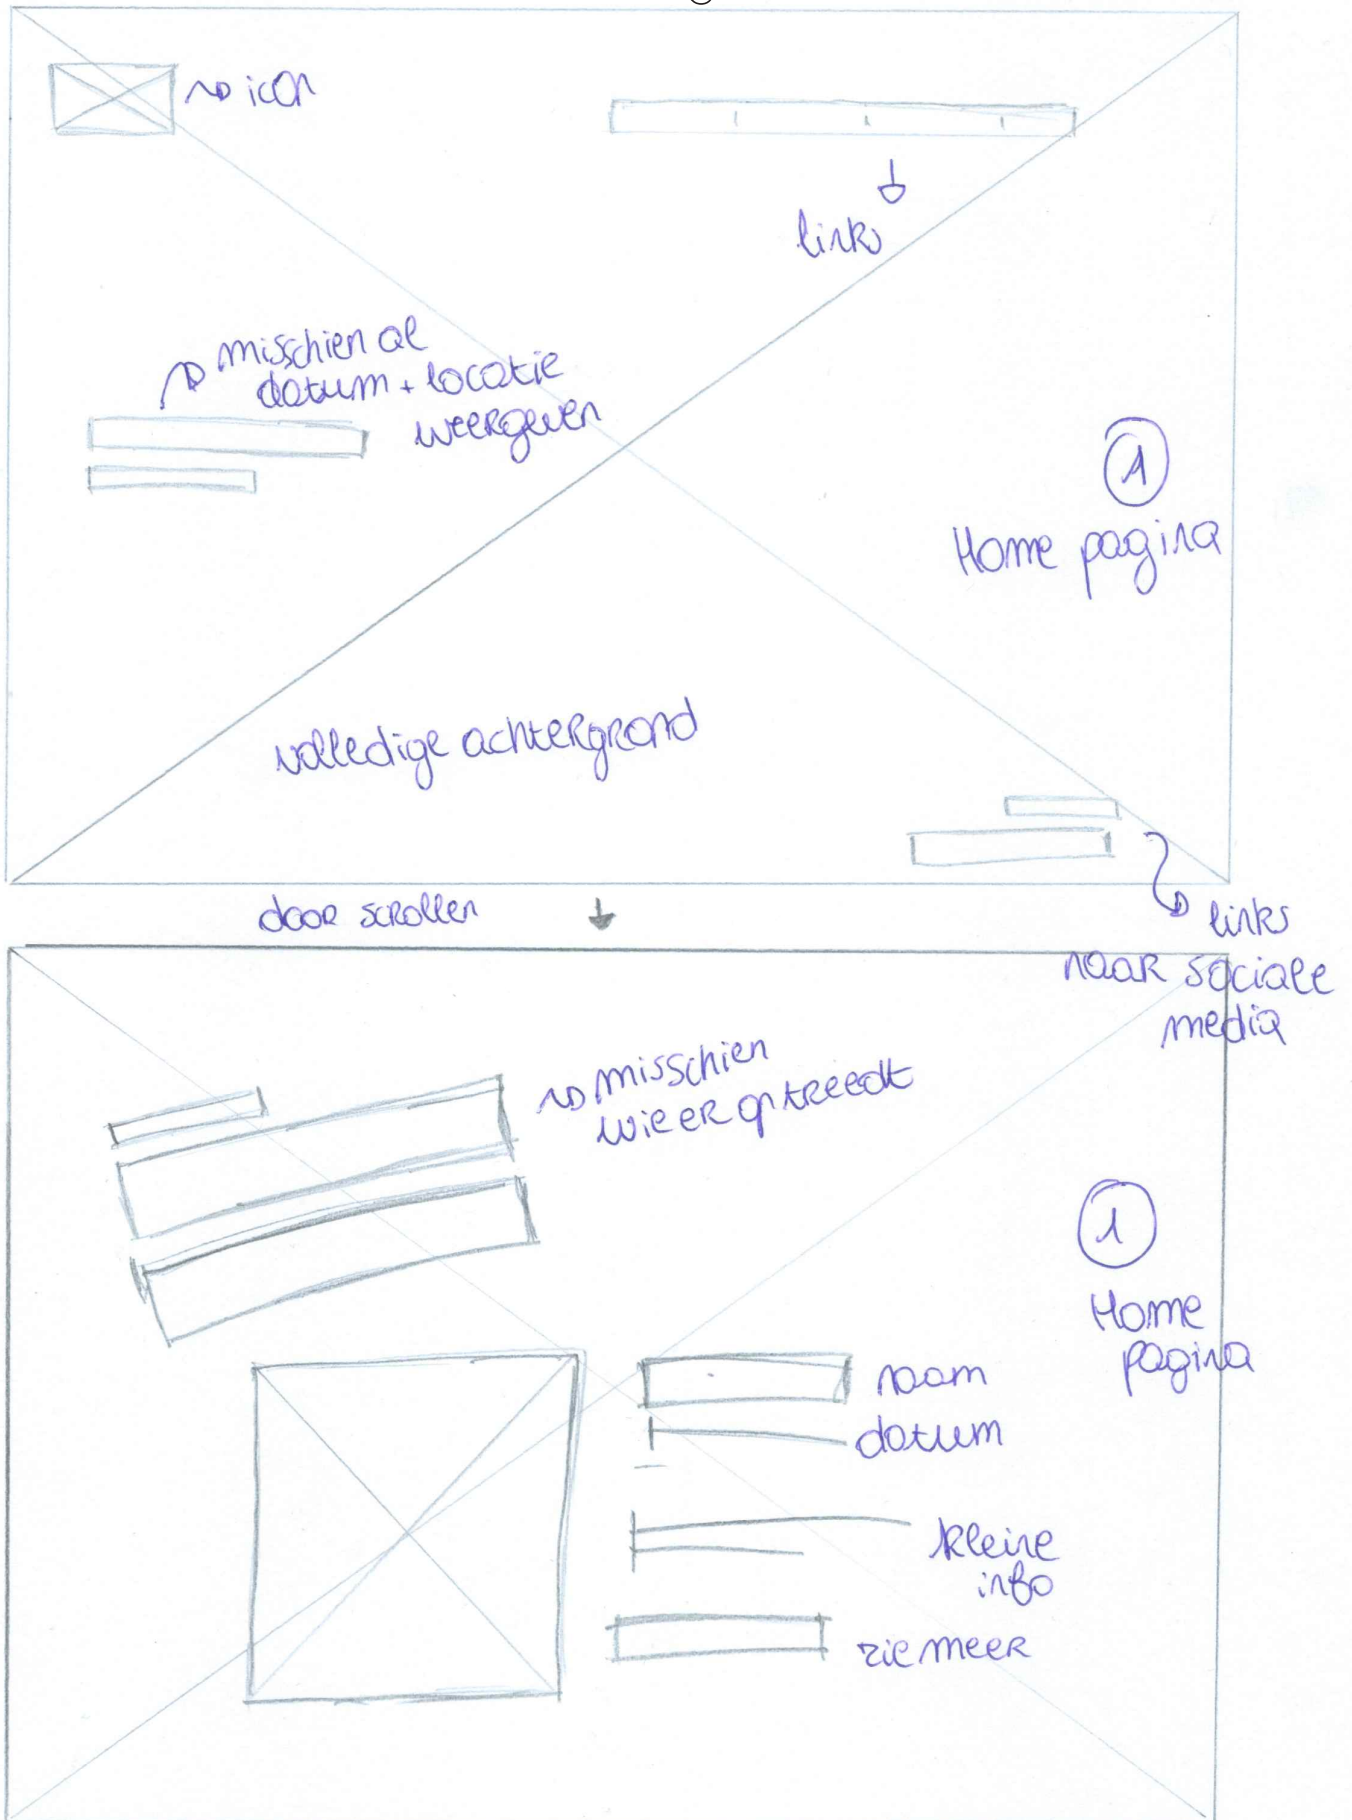 icon
links
misschien al
datum + locatie
weergeven
1
Home pagina
volledige achtergrond
door scrollen
links
naar sociale
media
misschien
wie er optreedt
1
Home
pagina
naam
datum
kleine
info
zie meer